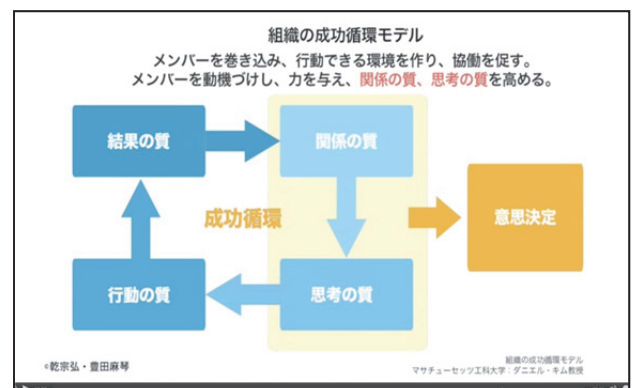 組織の成功循環モデル
メンバーを巻き込み、行動できる環境を作り、協働を促す。
メンバーを動機づけし、力を与え、関係の質、思考の質を高める。
結果の質
関係の質
成功循環
意思決定
行動の質
思考の質
©乾宗弘・豊田麻琴
組織の成功循環モデル
マサチューセッツ工科大学：ダニエル・キム教授